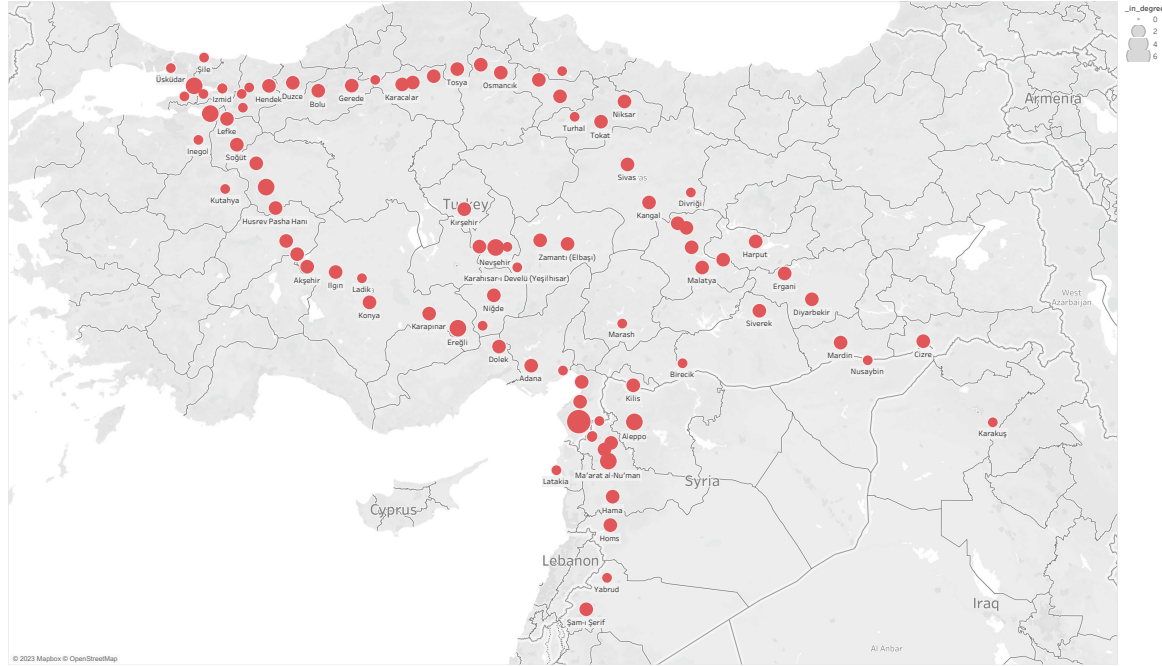 _in_degree
0
2
4
6
Şile
Üsküdar
Izmid
Hendek
Duzce
Bolu
Gerede
Karacalar
Tosya
Osmancık
Niksar
Turhal
Tokat
Armenia
Lefke
Inegol
Soğüt
Kutahya
Husrev Pasha Hanı
Sivas
as
Divriği
Kangal
Turkey
Kırşehir
Nevşehir
Zamantı (Elbaşı)
Karahisar-ı Develü (Yeşilhisar)
Harput
Malatya
Ergani
Akşehir
Ilgın
Ladik
Konya
Niğde
Karapınar
Ereğli
Dolek
Adana
Marash
Siverek
Diyarbekir
West
Azarbaijan
Mardin
Nusaybin
Cizre
Birecik
Kilis
Aleppo
Karakuş
Latakia
Ma'arat al-Nu'man
Syria
Cyprus
Hama
Homs
Lebanon
Yabrud
Iraq
Şam-ı Şerif
Al Anbar
© 2023 Mapbox © OpenStreetMap